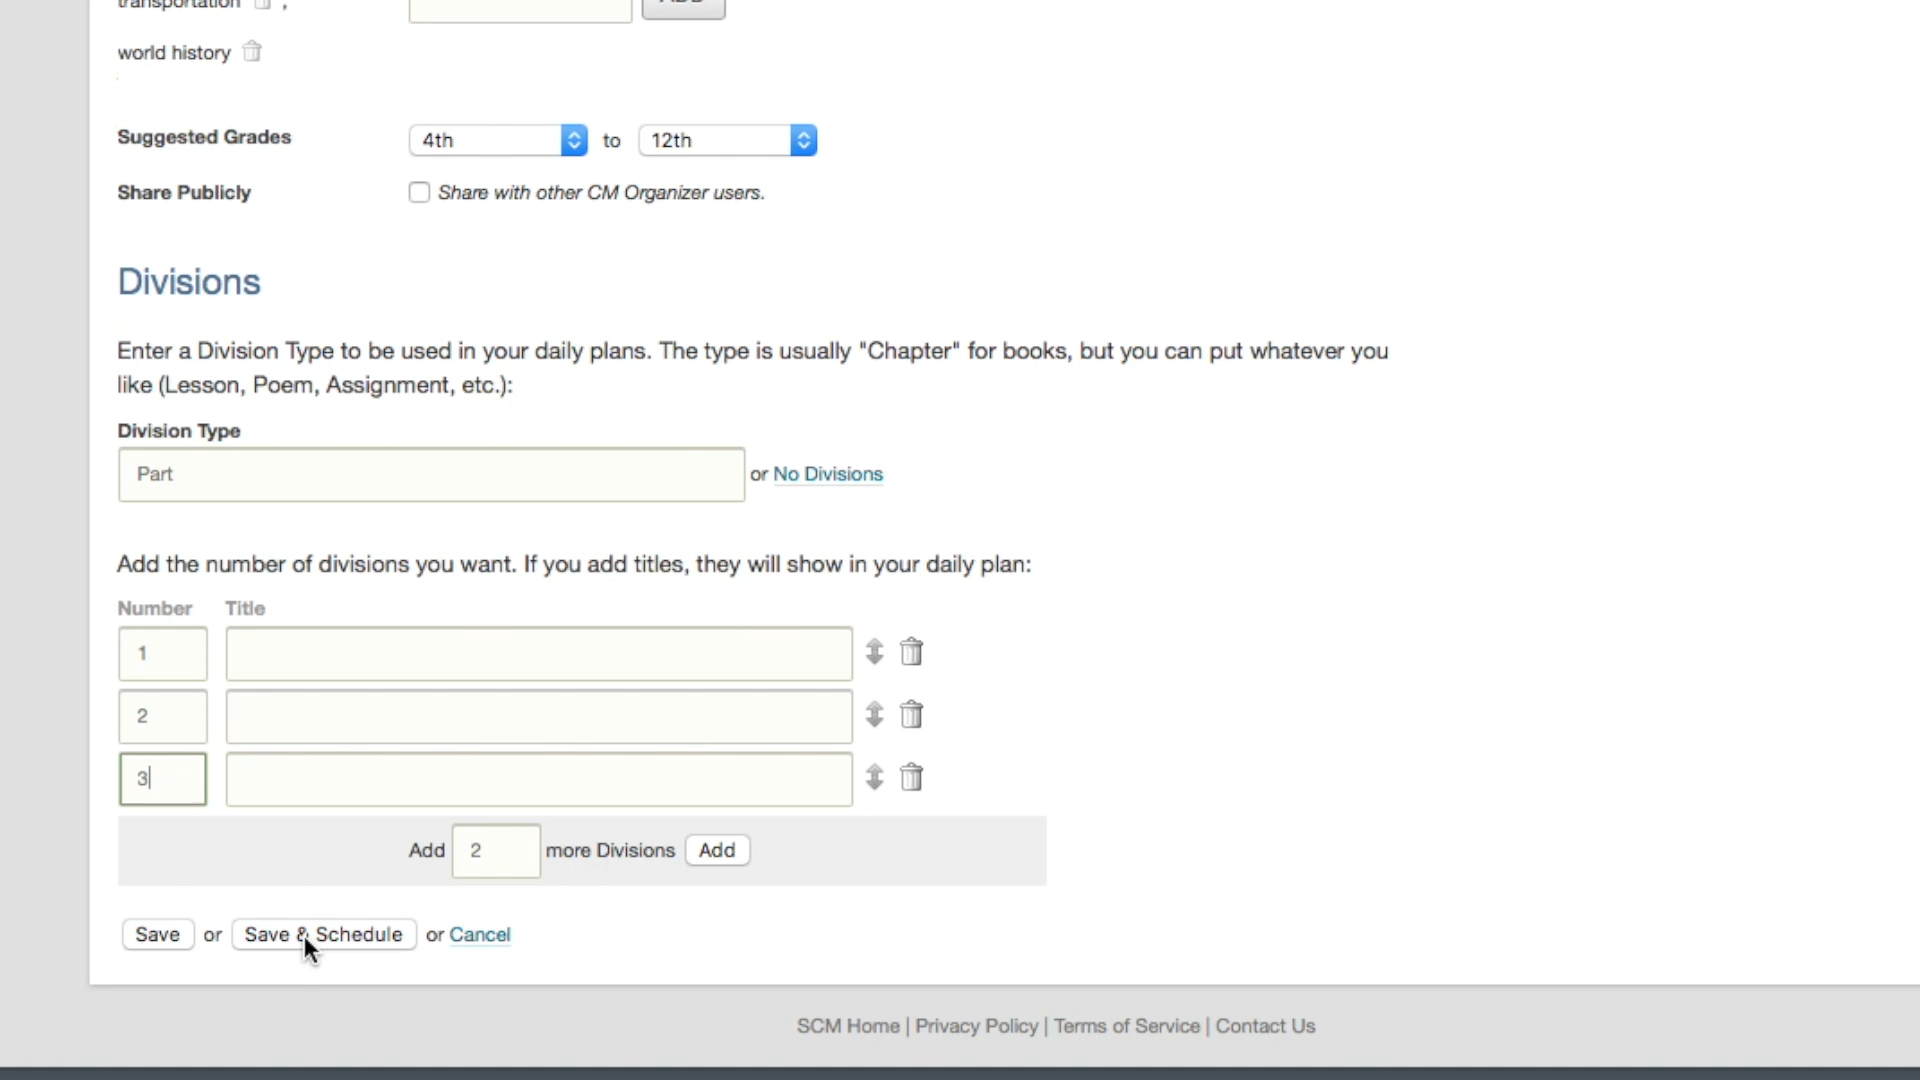 transportation ,
ADD
world history
Suggested Grades 4th to 12th
Share Publicly Share with other CM Organizer users.
Divisions
Enter a Division Type to be used in your daily plans. The type is usually "Chapter" for books, but you can put whatever you
like (Lesson, Poem, Assignment, etc.):
Division Type
Part or No Divisions
Add the number of divisions you want. If you add titles, they will show in your daily plan:
Number Title
1
2
3
Add 2 more Divisions Add
Save or Save & Schedule or Cancel
SCM Home | Privacy Policy | Terms of Service | Contact Us